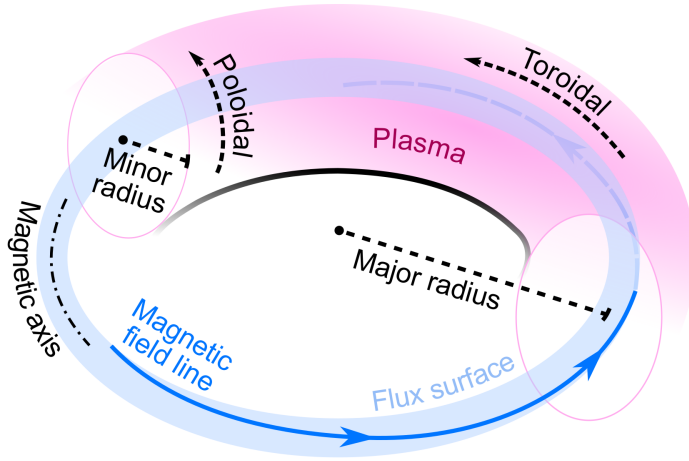 Poloidal
Toroidal
Plasma
Minor
radius
Major radius
Magnetic axis
Magnetic
field line
Flux surface